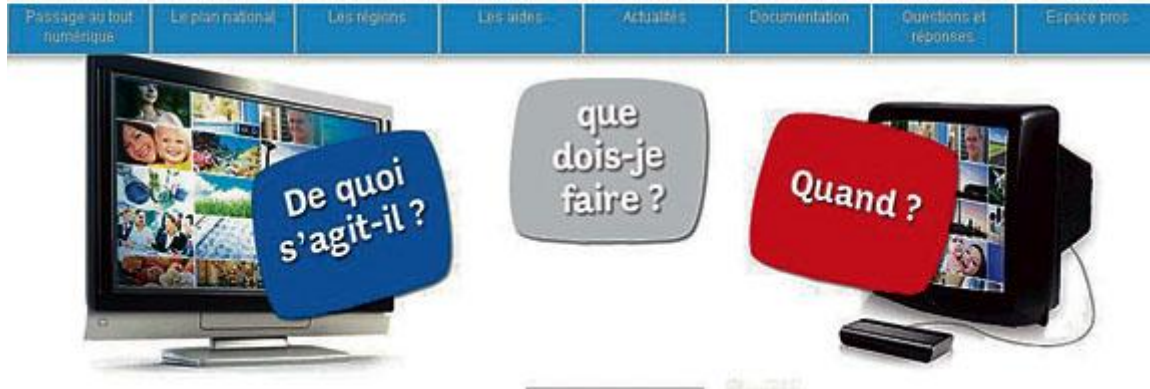 Passage au tout
numérique
Le plan national
Les régions
Les aides
Actualités
Documentation
Questions et
réponses
Espace pros
De quoi
s'agit-il ?
que
dois-je
faire ?
Quand ?